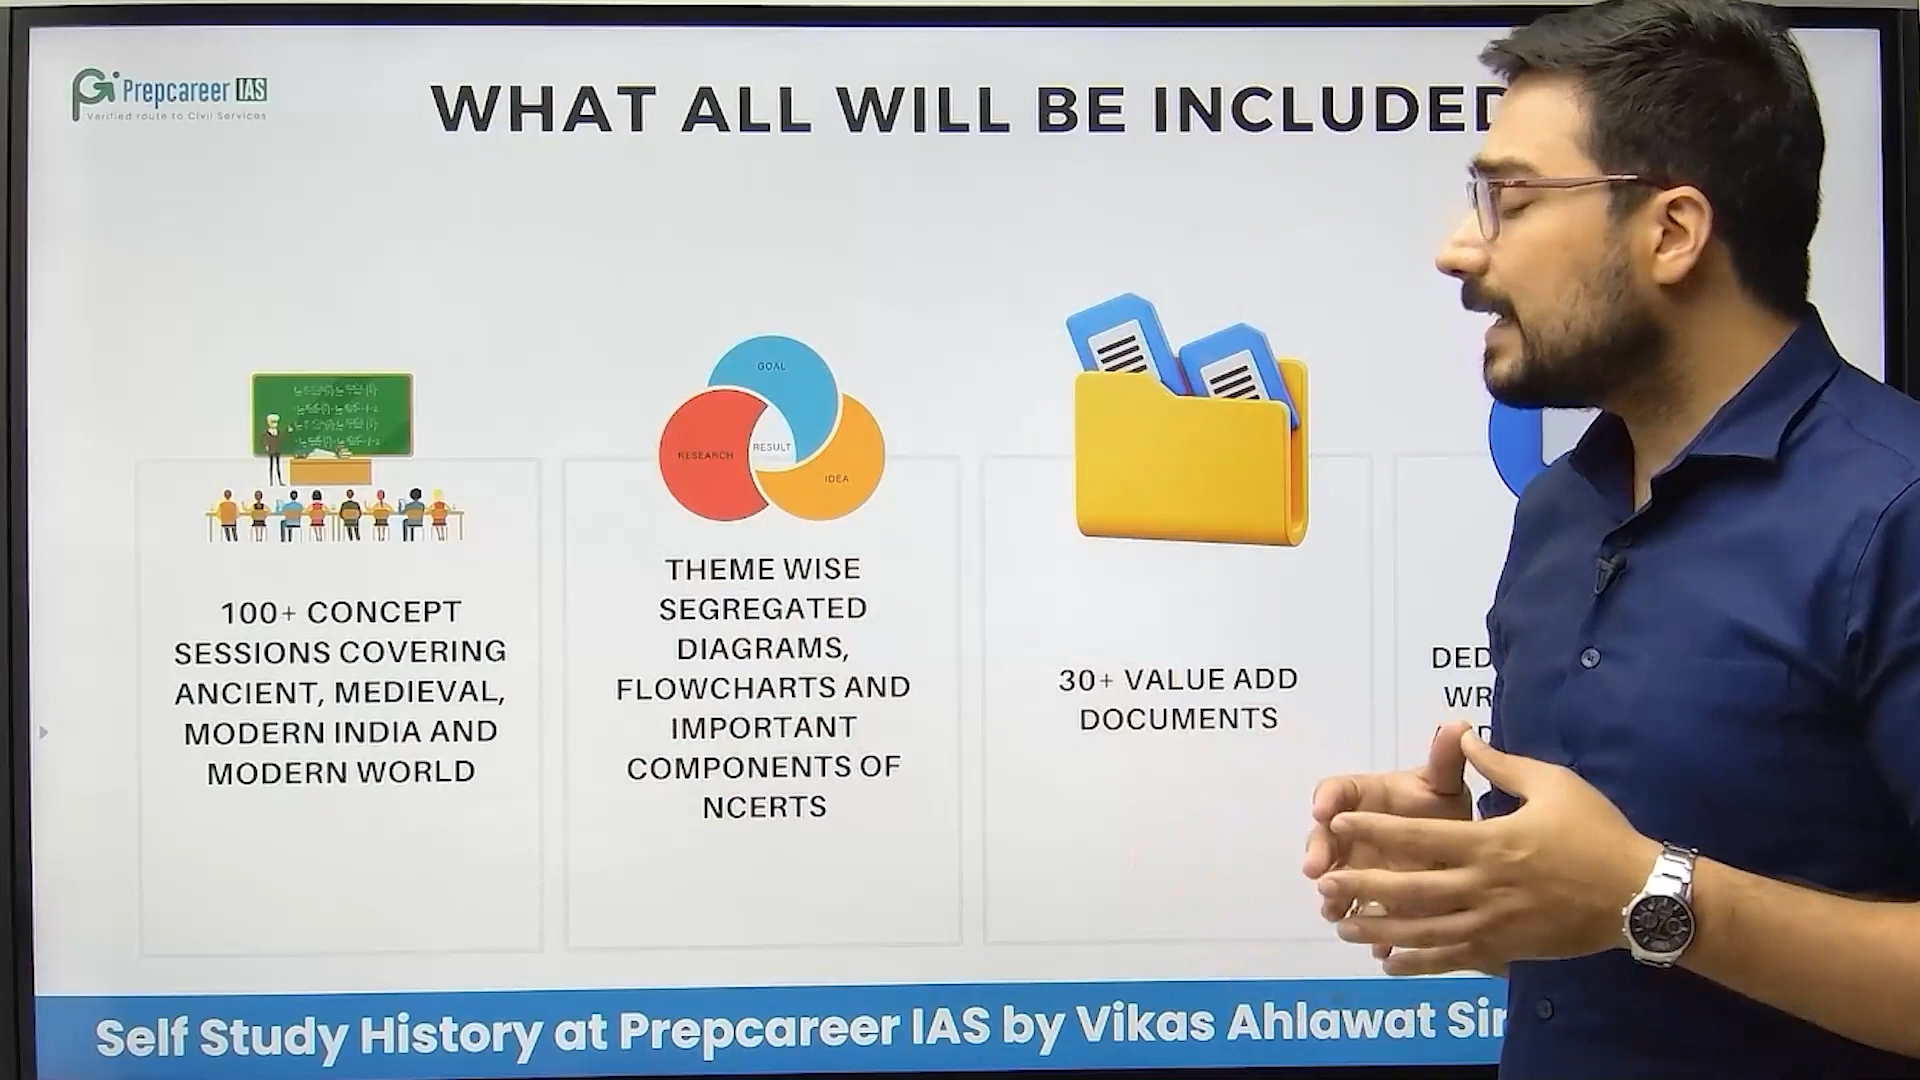 Prepcareer IAS
Verified route to Civil Services
WHAT ALL WILL BE INCLUDED
GOAL
RESEARCH
RESULT
IDEA
100+ CONCEPT
SESSIONS COVERING
ANCIENT, MEDIEVAL,
MODERN INDIA AND
MODERN WORLD
THEME WISE
SEGREGATED
DIAGRAMS,
FLOWCHARTS AND
IMPORTANT
COMPONENTS OF
NCERTS
30+ VALUE ADD
DOCUMENTS
DED
WR
Self Study History at Prepcareer IAS by Vikas Ahlawat Sir